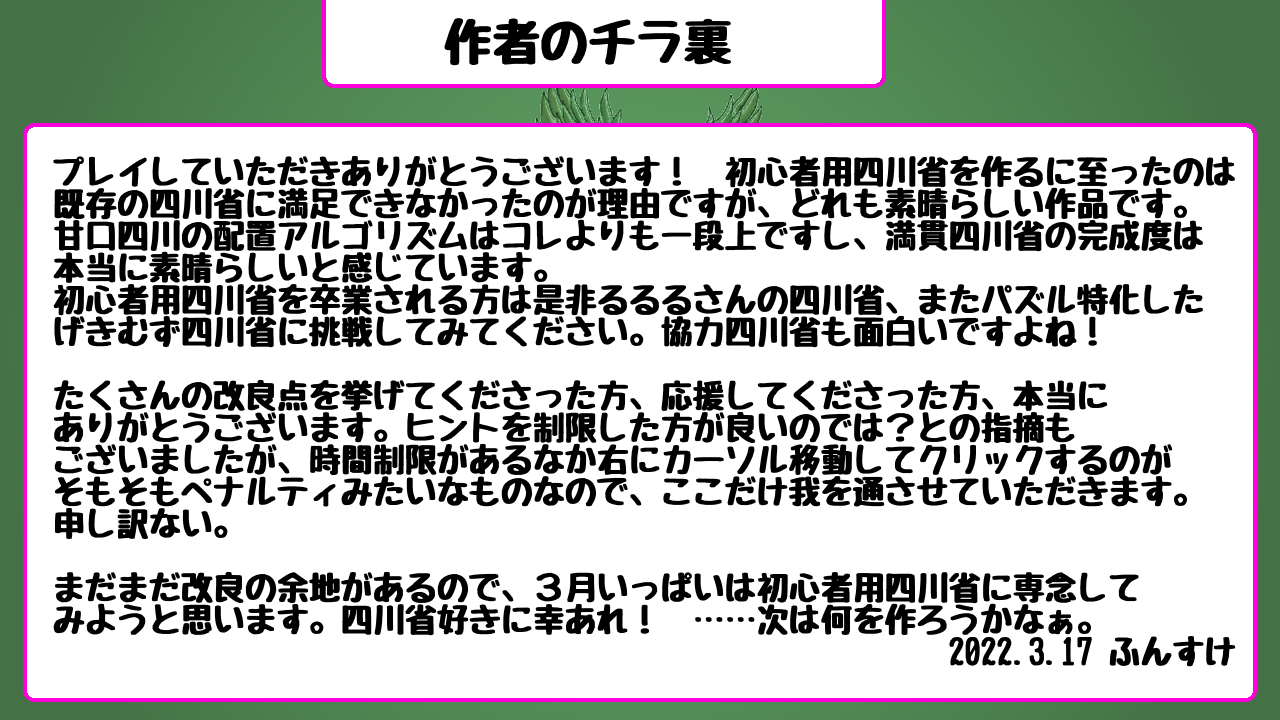 作者のチラ裏
プレイしていただきありがとうございます！　初心者用四川省を作るに至ったのは
既存の四川省に満足できなかったのが理由ですが、どれも素晴らしい作品です。
甘口四川の配置アルゴリズムはコレよりも一段上ですし、満貫四川省の完成度は
本当に素晴らしいと感じています。
初心者用四川省を卒業される方は是非るるるさんの四川省、またパズル特化した
げきむず四川省に挑戦してみてください。協力四川省も面白いですよね！
たくさんの改良点を挙げてくださった方、応援してくださった方、本当に
ありがとうございます。ヒントを制限した方が良いのでは？との指摘も
ございましたが、時間制限があるなか右にカーソル移動してクリックするのが
そもそもペナルティみたいなものなので、ここだけ我を通させていただきます。
申し訳ない。
まだまだ改良の余地があるので、３月いっぱいは初心者用四川省に専念して
みようと思います。四川省好きに幸あれ！　……次は何を作ろうかなぁ。
2022.3.17 ふんすけ